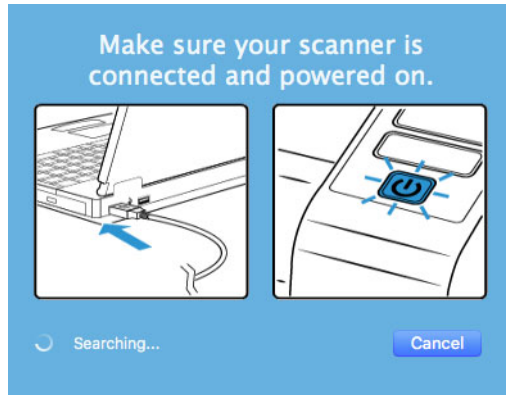 Make sure your scanner is
connected and powered on.
Searching...
Cancel